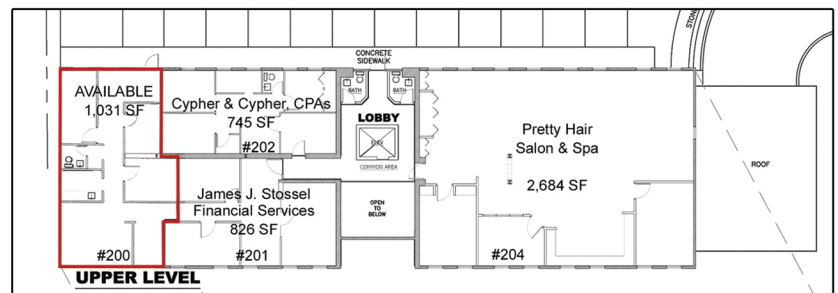 STONE
CONCRETE
SIDEWALK
AVAILABLE
1,031 SF
Cypher & Cypher, CPAs
745 SF
#202
BATH
BATH
LOBBY
ELEV
COMMON AREA
Pretty Hair
Salon & Spa
2,684 SF
ROOF
James J. Stossel
Financial Services
826 SF
OPEN
TO
BELOW
#200
#201
#204
UPPER LEVEL